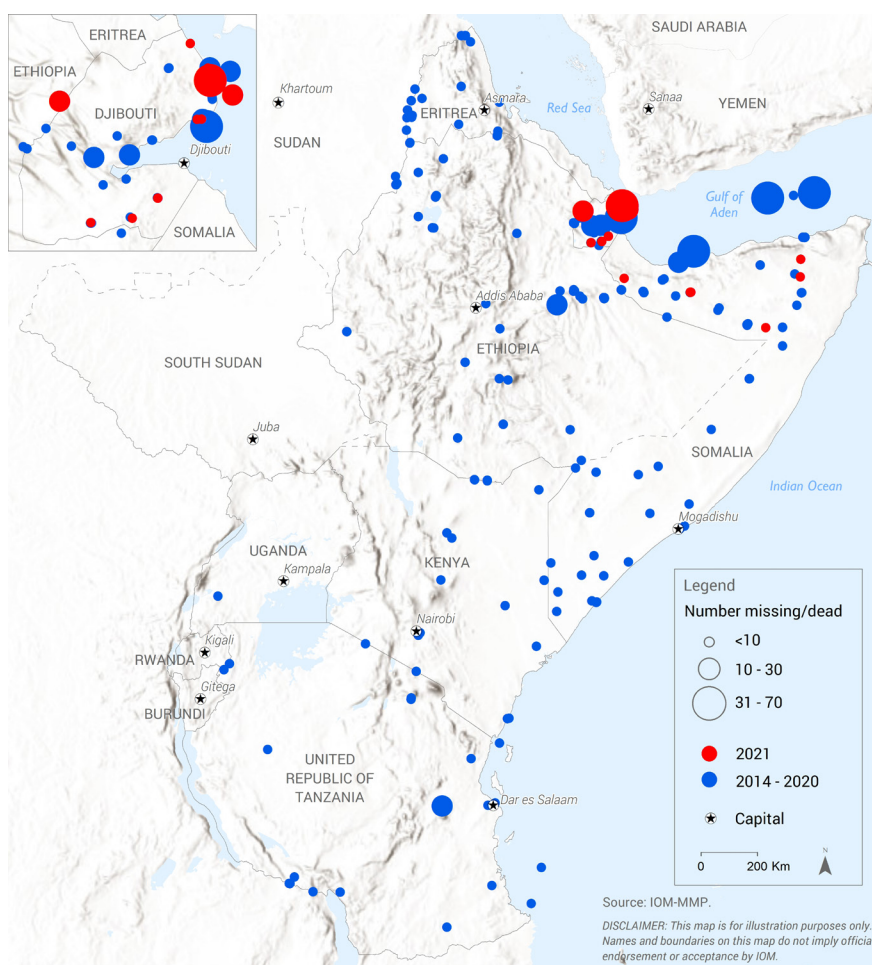 ERITREA
ETHIOPIA
DJIBOUTI
Djibouti
SOMALIA
SAUDI ARABIA
Khartoum
Asmara
Sanaa
ERITREA
Red Sea
YEMEN
SUDAN
Gulf of
Aden
Addis Ababa
ETHIOPIA
SOUTH SUDAN
Juba
SOMALIA
Indian Ocean
Mogadishu
UGANDA
KENYA
Kampala
Nairobi
Kigali
RWANDA
Gitega
BURUNDI
UNITED
REPUBLIC OF
TANZANIA
Dar es Salaam
Legend
Number missing/dead
<10
10 - 30
31 - 70
2021
2014 - 2020
Capital
N
0 200 Km
Source: IOM-MMP.
DISCLAIMER: This map is for illustration purposes only.
Names and boundaries on this map do not imply officia
endorsement or acceptance by IOM.